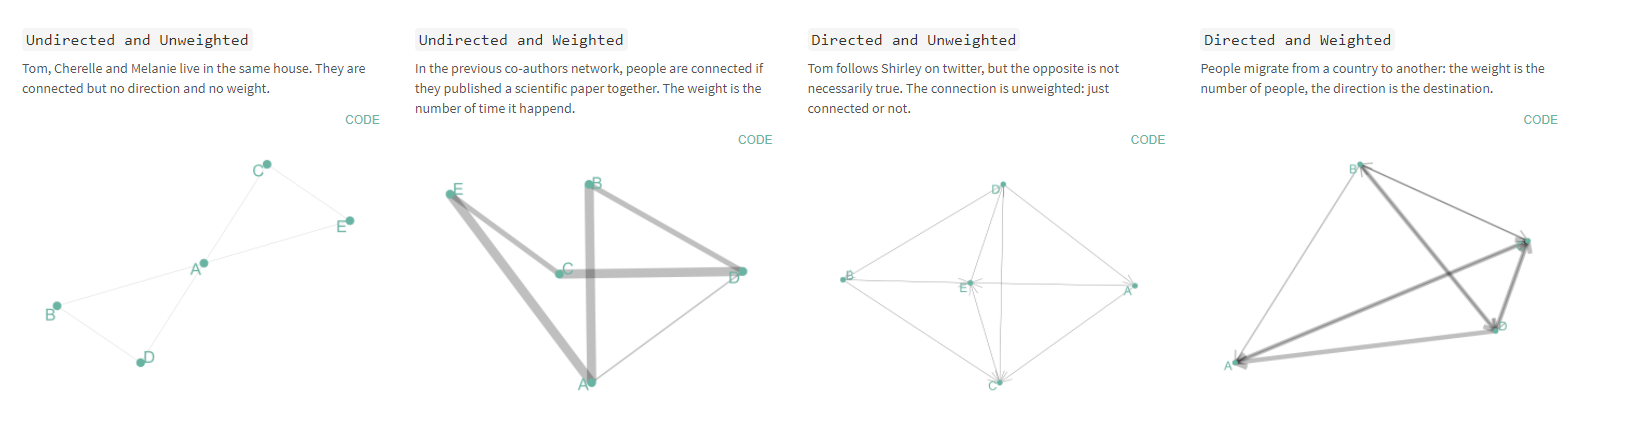 Undirected and Unweighted
Tom, Cherelle and Melanie live in the same house. They are
connected but no direction and no weight.
CODE
C
E
A
B
D
Undirected and Weighted
In the previous co-authors network, people are connected if
they published a scientific paper together. The weight is the
number of time it happend.
CODE
E
B
C
D
A
Directed and Unweighted
Tom follows Shirley on twitter, but the opposite is not
necessarily true. The connection is unweighted: just
connected or not.
CODE
D
B
E
A
C
Directed and Weighted
People migrate from a country to another: the weight is the
number of people, the direction is the destination.
CODE
B
D
A